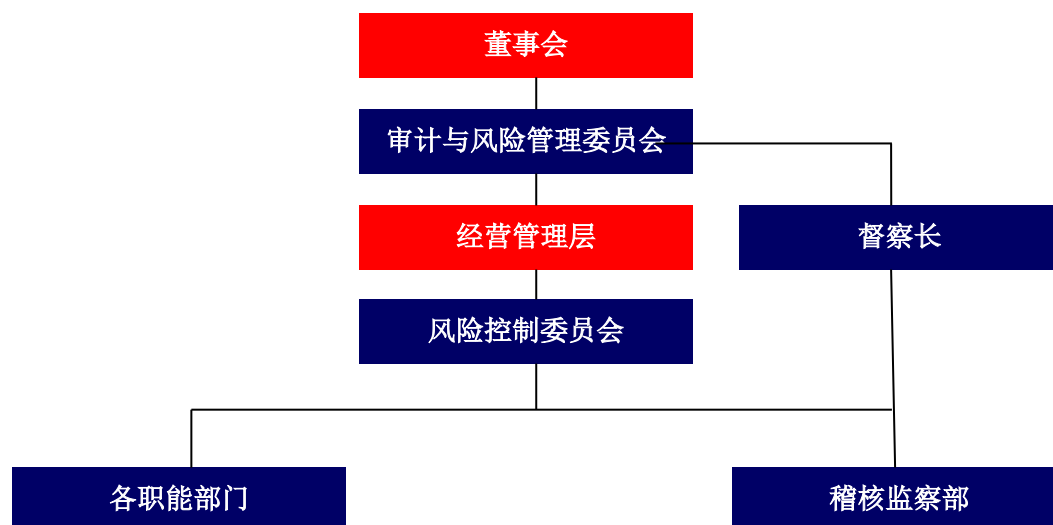 董事会
审计与风险管理委员会
经营管理层
督察长
风险控制委员会
各职能部门
稽核监察部